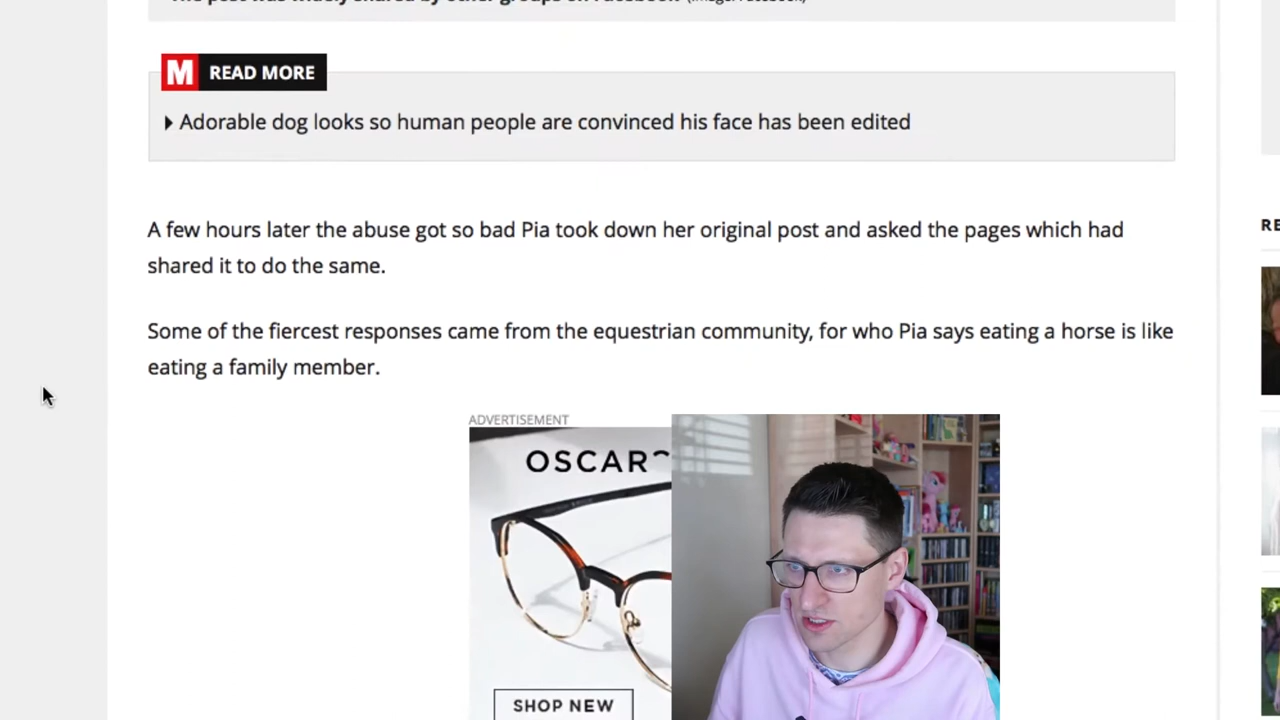 M READ MORE
Adorable dog looks so human people are convinced his face has been edited
A few hours later the abuse got so bad Pia took down her original post and asked the pages which had
shared it to do the same.
Some of the fiercest responses came from the equestrian community, for who Pia says eating a horse is like
eating a family member.
ADVERTISEMENT
OSCAR
SHOP NEW
RE